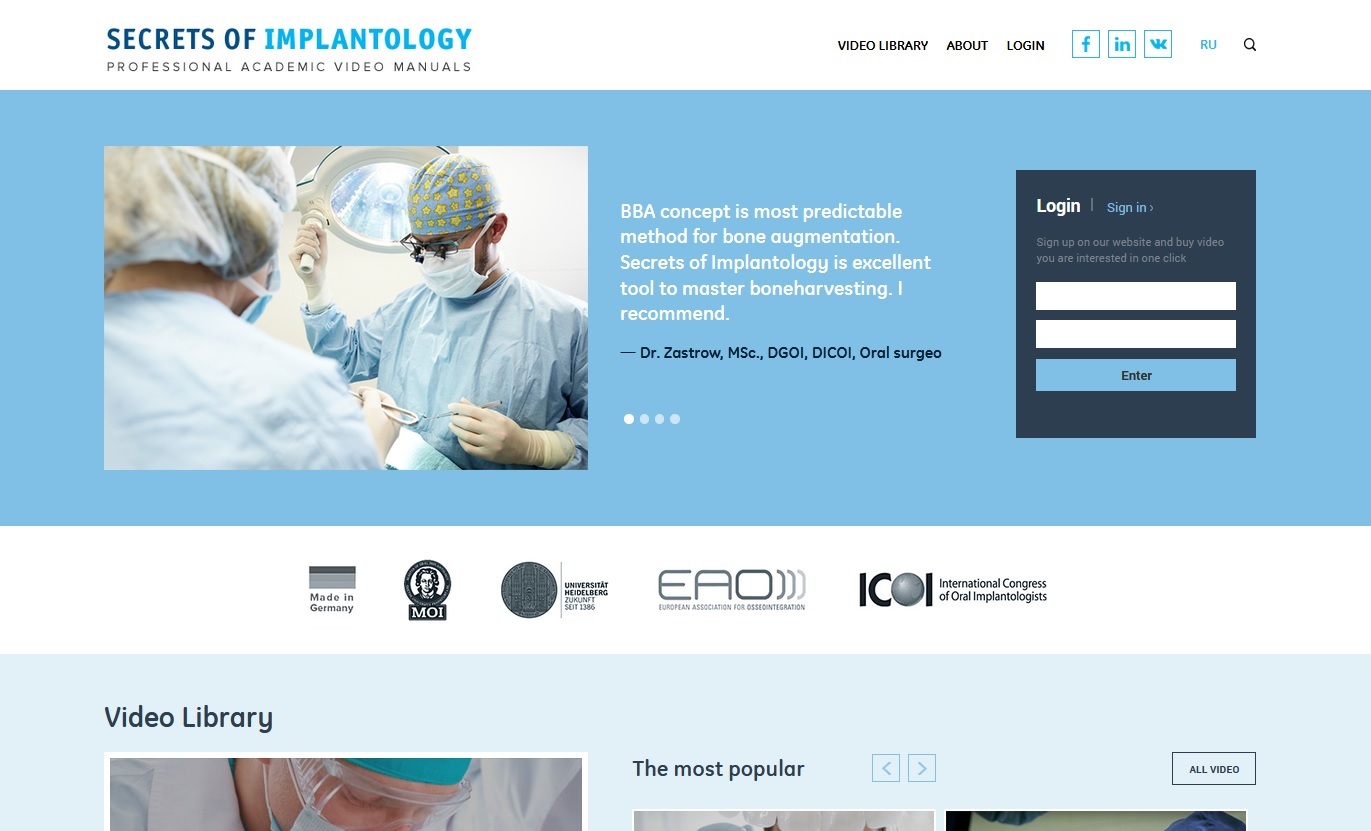 SECRETS OF IMPLANTOLOGY
PROFESSIONAL ACADEMIC VIDEO MANUALS
VIDEO LIBRARY
ABOUT
LOGIN
RU
BBA concept is most predictable
method for bone augmentation.
Secrets of Implantology is excellent
tool to master boneharvesting. I
recommend.
— Dr. Zastrow, MSc., DGOI, DICOI, Oral surgeo
Login | Sign in ›
Sign up on our website and buy video
you are interested in one click
Enter
Made in
Germany
MOI
UNIVERSITÄT
HEIDELBERG
ZUKUNFT
SEIT 1386
EAO
EUROPEAN ASSOCIATION FOR OSSEOINTEGRATION
ICOI
International Congress
of Oral Implantologists
Video Library
The most popular
ALL VIDEO